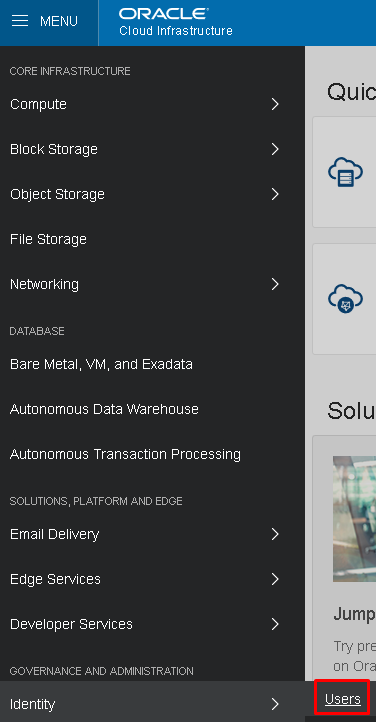 MENU
ORACLE
Cloud Infrastructure
CORE INFRASTRUCTURE
Compute
Block Storage
Object Storage
File Storage
Networking
DATABASE
Bare Metal, VM, and Exadata
Autonomous Data Warehouse
Autonomous Transaction Processing
SOLUTIONS, PLATFORM AND EDGE
Email Delivery
Edge Services
Developer Services
GOVERNANCE AND ADMINISTRATION
Identity
Quic
Solu
Jump
Try pre
on Ora
Users